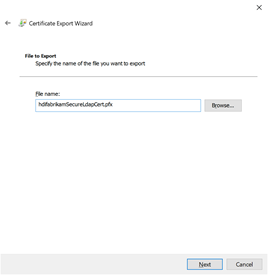 Certificate Export Wizard
File to Export
Specify the name of the file you want to export
File name:
hdifabrikamSecureLdapCert.pfx
Browse...
Next
Cancel